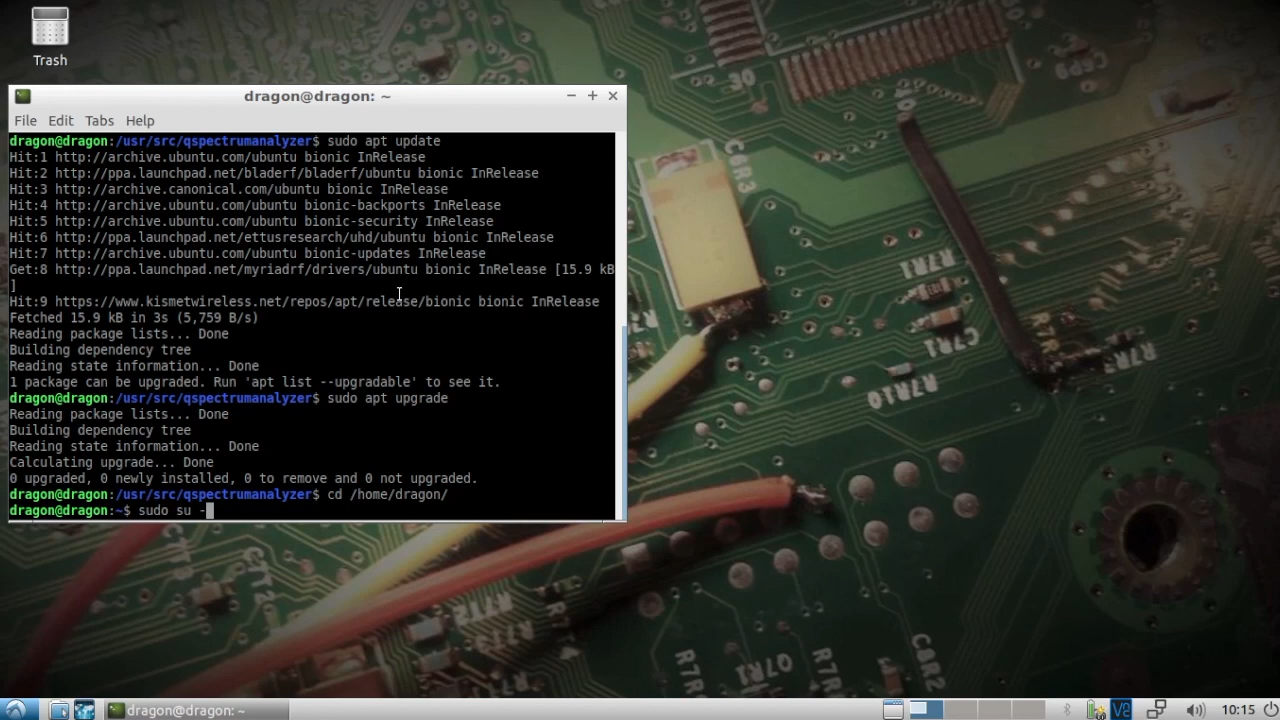 Trash
dragon@dragon: ~
File Edit Tabs Help
dragon@dragon:/usr/src/qspectrumanalyzer$ sudo apt update
Hit:1 http://archive.ubuntu.com/ubuntu bionic InRelease
Hit:2 http://ppa.launchpad.net/bladerf/bladerf/ubuntu bionic InRelease
Hit:3 http://archive.canonical.com/ubuntu bionic InRelease
Hit:4 http://archive.ubuntu.com/ubuntu bionic-backports InRelease
Hit:5 http://archive.ubuntu.com/ubuntu bionic-security InRelease
Hit:6 http://ppa.launchpad.net/ettusresearch/uhd/ubuntu bionic InRelease
Hit:7 http://archive.ubuntu.com/ubuntu bionic-updates InRelease
Get:8 http://ppa.launchpad.net/myriadrf/drivers/ubuntu bionic InRelease [15.9 kB
]
Hit:9 https://www.kismetwireless.net/repos/apt/release/bionic bionic InRelease
Fetched 15.9 kB in 3s (5,759 B/s)
Reading package lists... Done
Building dependency tree
Reading state information... Done
1 package can be upgraded. Run 'apt list --upgradable' to see it.
dragon@dragon:/usr/src/qspectrumanalyzer$ sudo apt upgrade
Reading package lists... Done
Building dependency tree
Reading state information... Done
Calculating upgrade... Done
0 upgraded, 0 newly installed, 0 to remove and 0 not upgraded.
dragon@dragon:/usr/src/qspectrumanalyzer$ cd /home/dragon/
dragon@dragon:~$ sudo su -
C6R3
R7R1
C7R1
R7R10
C8R2
dragon@dragon: ~
10:15